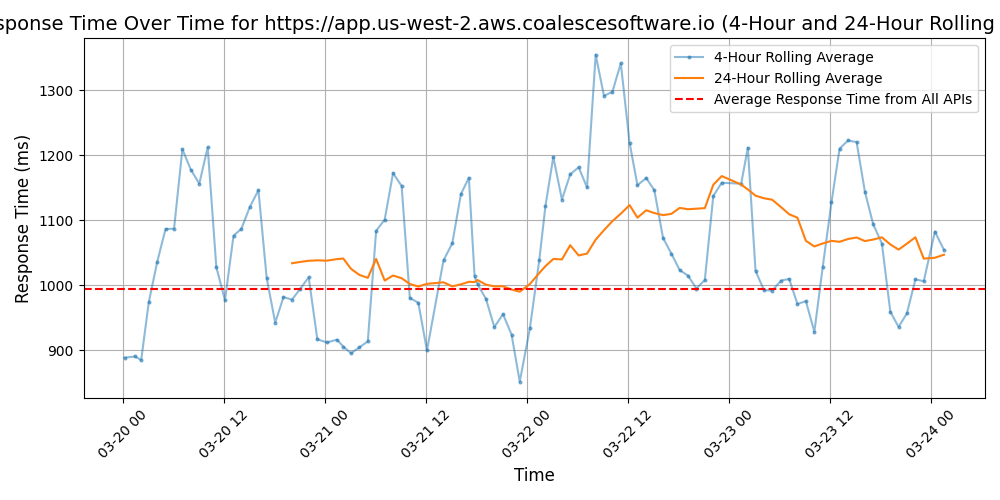 sponse Time Over Time for https://app.us-west-2.aws.coalescesoftware.io (4-Hour and 24-Hour Rolling
4-Hour Rolling Average
24-Hour Rolling Average
Average Response Time from All APIs
Response Time (ms)
1300
1200
1100
1000
900
03-20 00
03-20 12
03-21 00
03-21 12
03-22 00
03-22 12
03-23 00
03-23 12
03-24 00
Time